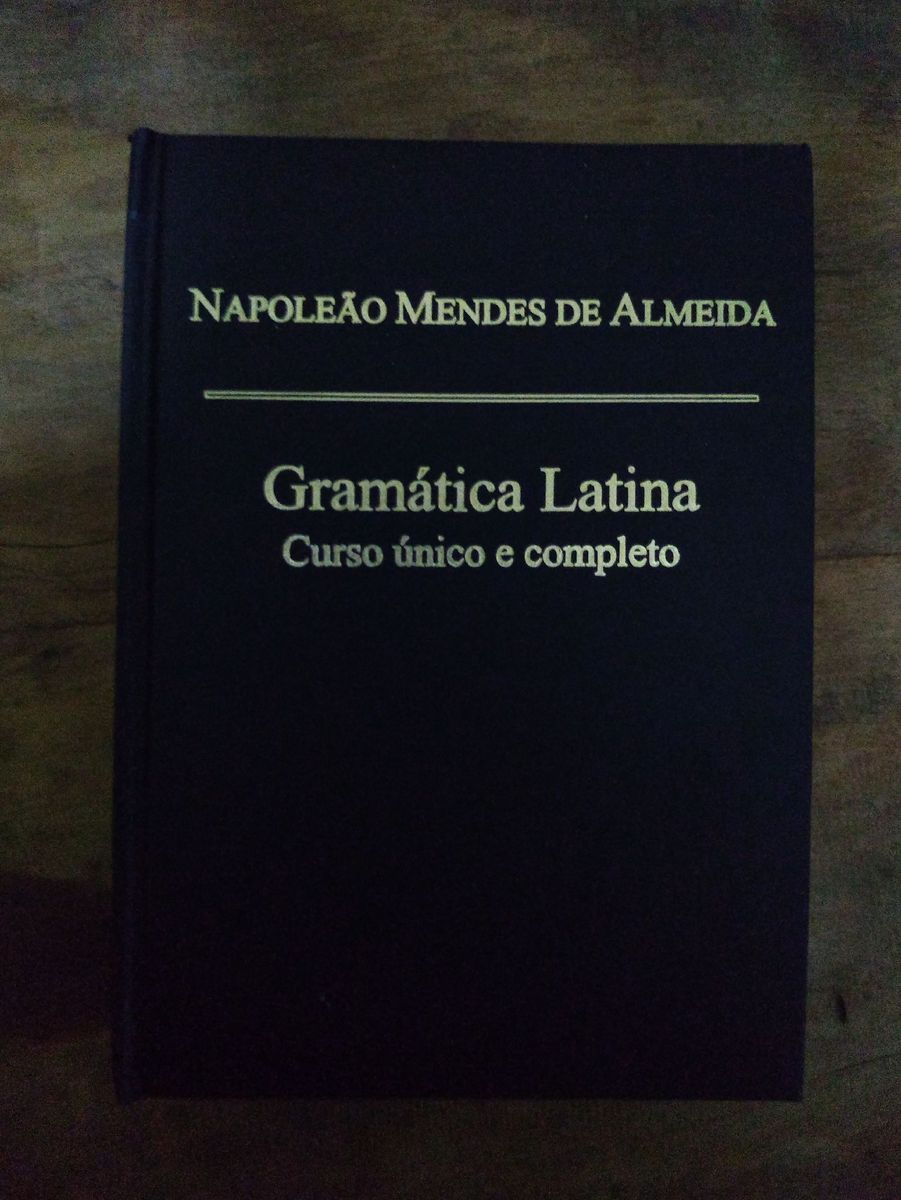 NAPOLEÃO MENDES DE ALMEIDA
Gramática Latina
Curso único e completo